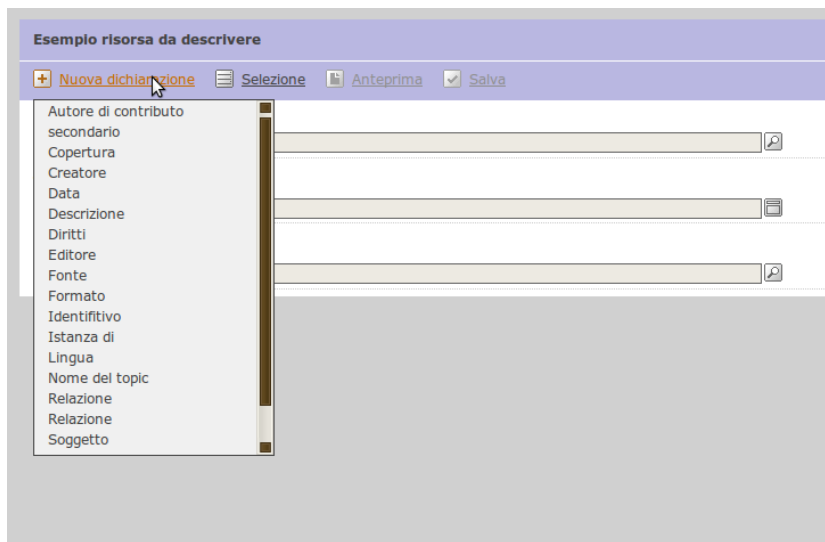 Esempio risorsa da descrivere
Nuova dichiarazione Selezione Anteprima Salva
Autore di contributo
secondario
Copertura
Creatore
Data
Descrizione
Diritti
Editore
Fonte
Formato
Identifitivo
Istanza di
Lingua
Nome del topic
Relazione
Relazione
Soggetto